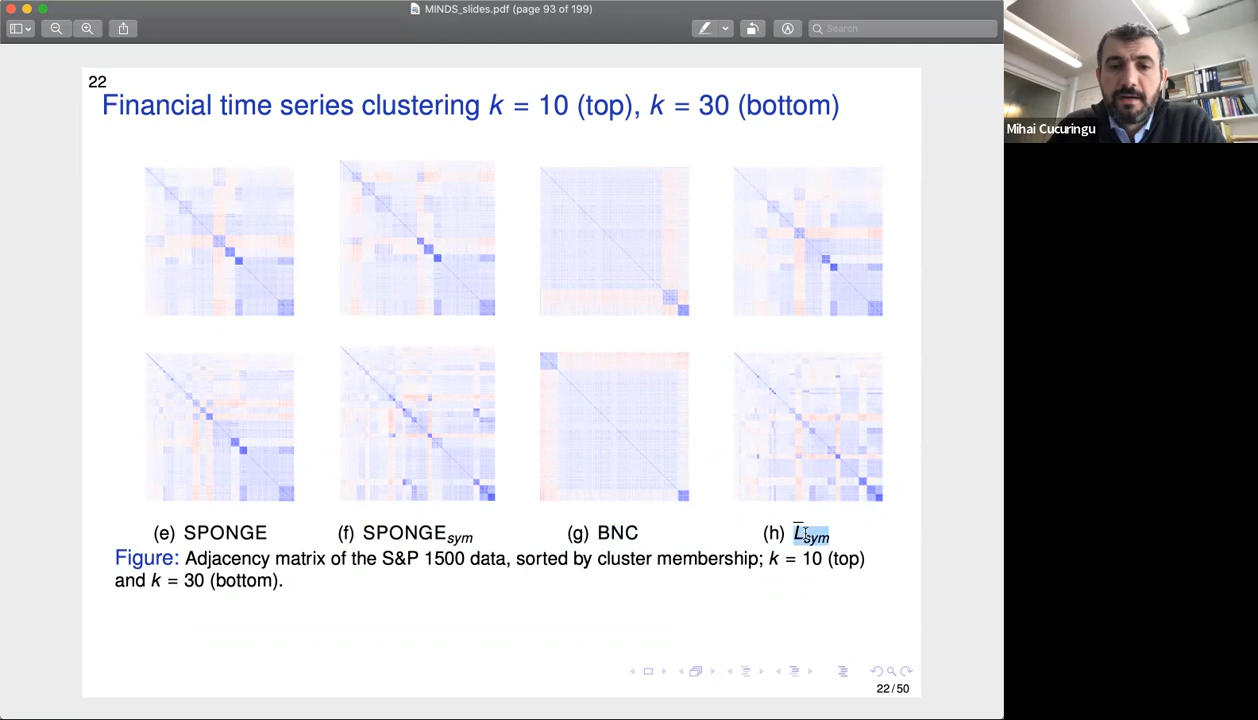 MINDS_slides.pdf (page 93 of 199)
Search
Mihai Cucuringu
22
Financial time series clustering k = 10 (top), k = 30 (bottom)
(e) SPONGE (f) SPONGEsym (g) BNC (h) L̅sym
Figure: Adjacency matrix of the S&P 1500 data, sorted by cluster membership; k = 10 (top)
and k = 30 (bottom).
22/50